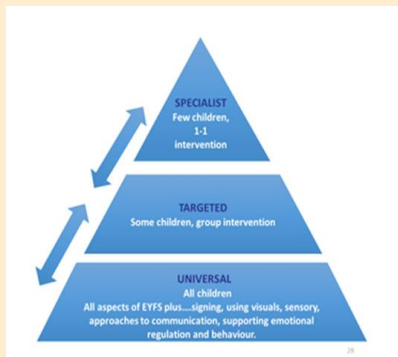 SPECIALIST
Few children,
1-1
intervention
TARGETED
Some children, group intervention
UNIVERSAL
All children
All aspects of EYFS plus....signing, using visuals, sensory,
approaches to communication, supporting emotional
regulation and behaviour.
28